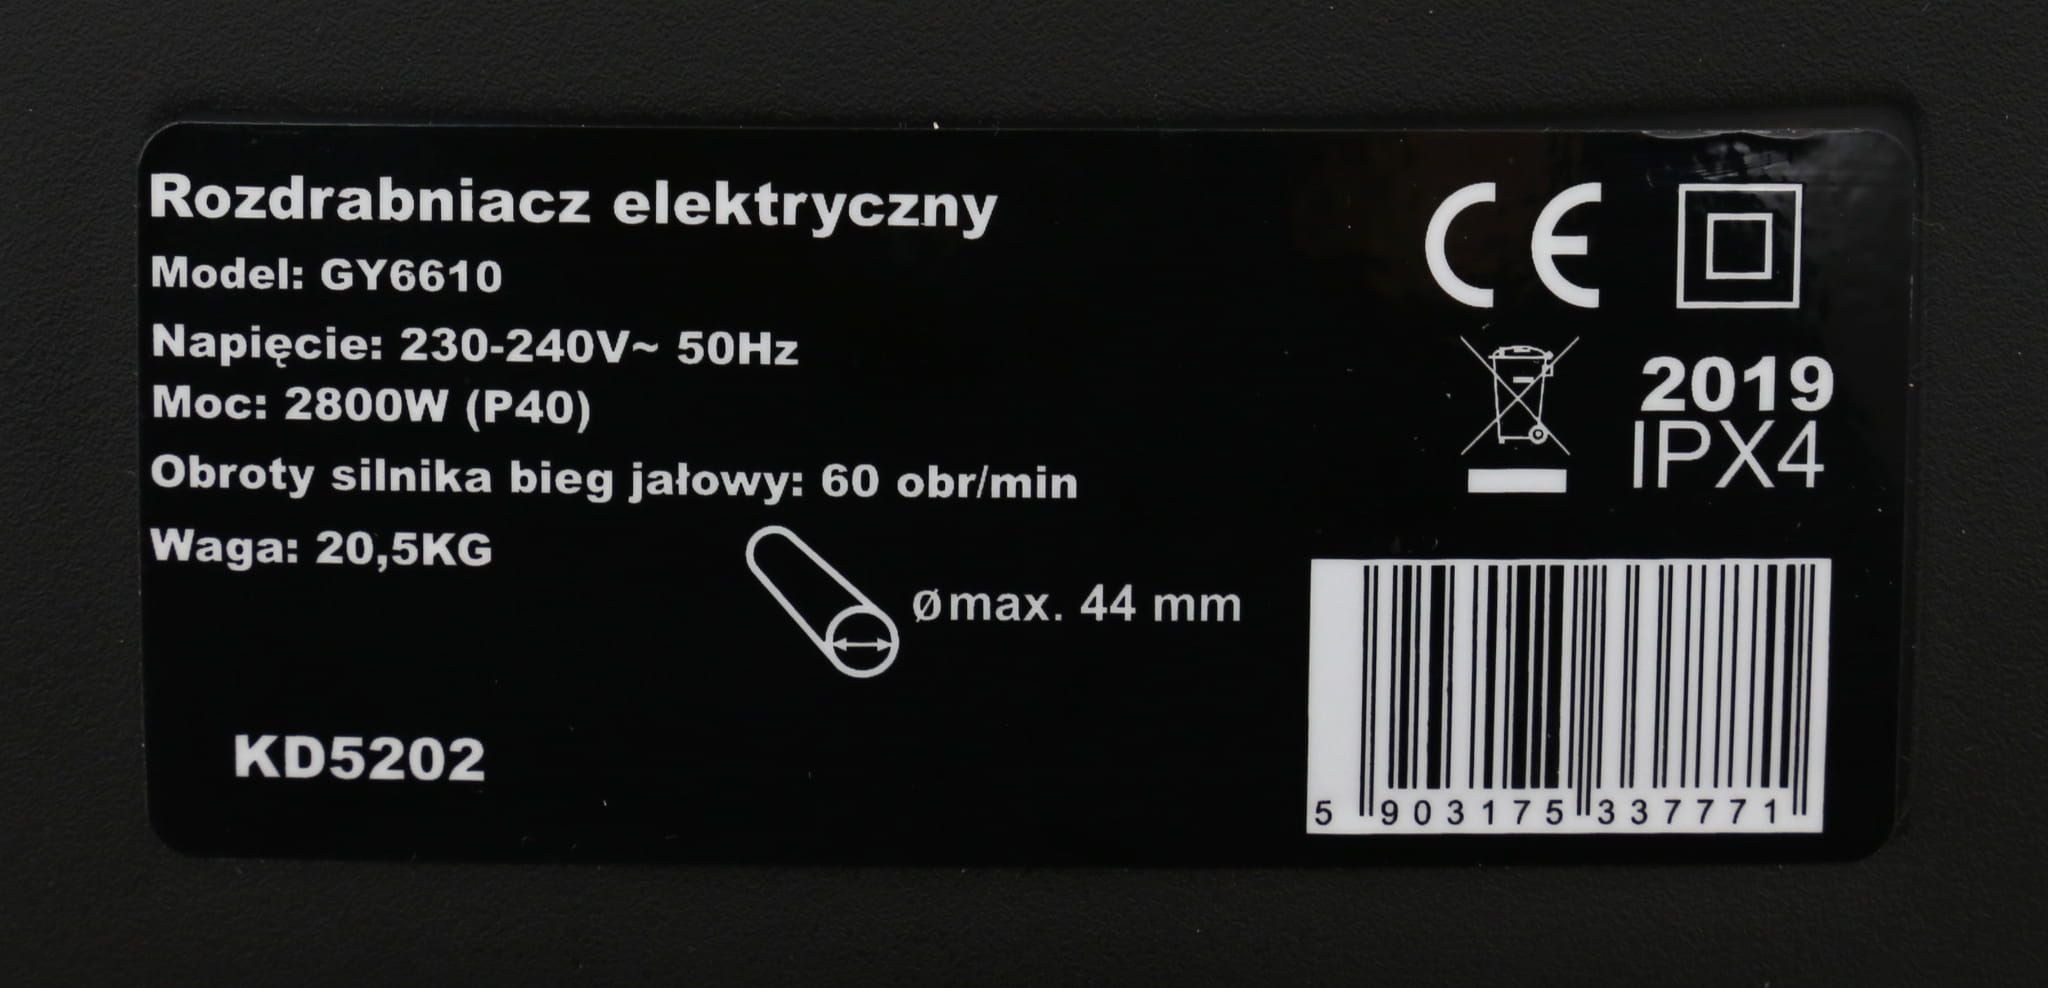 Rozdrabniacz elektryczny
Model: GY6610
Napięcie: 230-240V~ 50Hz
Moc: 2800W (P40)
Obroty silnika bieg jałowy: 60 obr/min
Waga: 20,5KG
ø max. 44 mm
KD5202
CE
2019
IPX4
5 903175 337771